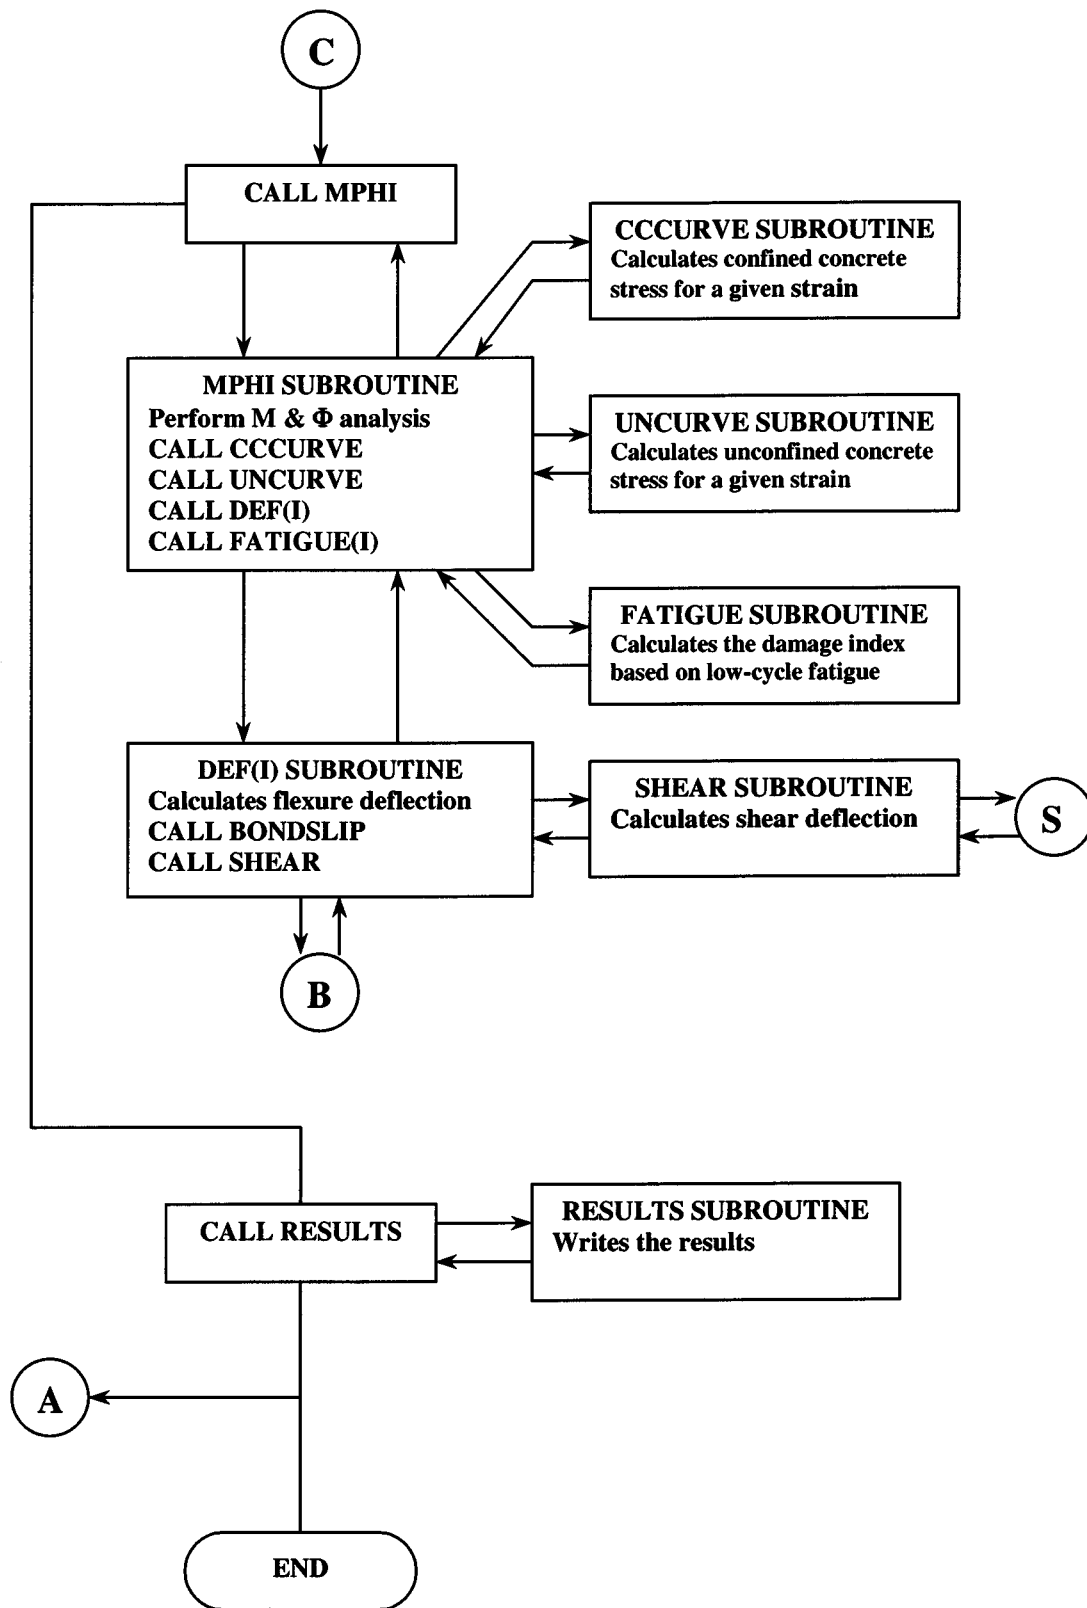 C
CALL MPHI
CCCURVE SUBROUTINE
Calculates confined concrete
stress for a given strain
MPHI SUBROUTINE
Perform M & Φ analysis
CALL CCCURVE
CALL UNCURVE
CALL DEF(I)
CALL FATIGUE(I)
UNCURVE SUBROUTINE
Calculates unconfined concrete
stress for a given strain
FATIGUE SUBROUTINE
Calculates the damage index
based on low-cycle fatigue
DEF(I) SUBROUTINE
Calculates flexure deflection
CALL BONDSLIP
CALL SHEAR
SHEAR SUBROUTINE
Calculates shear deflection
S
B
CALL RESULTS
RESULTS SUBROUTINE
Writes the results
A
END